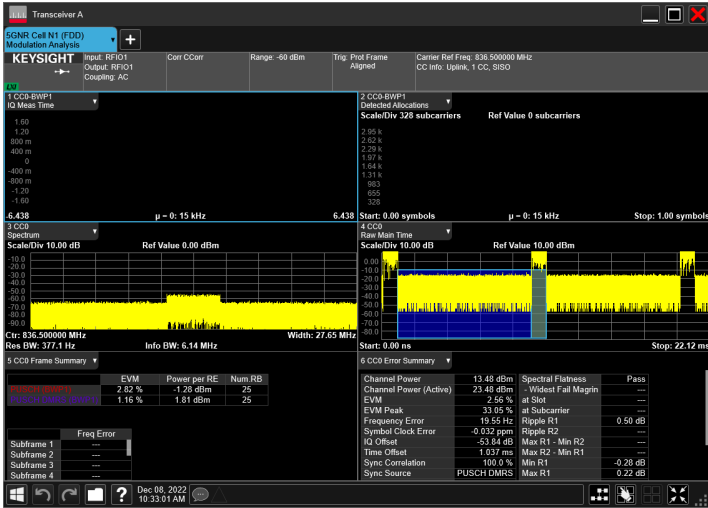 Transceiver A
5GNR Cell N1 (FDD)
Modulation Analysis
KEYSIGHT
Input: RFIO1
Output: RFIO1
Coupling: AC
Corr CCorr
Range: -60 dBm
Trig: Prot Frame
Aligned
Carrier Ref Freq: 836.500000 MHz
CC Info: Uplink, 1 CC, SISO
1 CC0-BWP1
IQ Meas Time
1.60
1.20
800 m
400 m
0
-400 m
-800 m
-1.20
-1.60
-6.438
μ = 0: 15 kHz
6.438
2 CC0-BWP1
Detected Allocations
Scale/Div 328 subcarriers
Ref Value 0 subcarriers
2.95 k
2.62 k
2.29 k
1.97 k
1.64 k
1.31 k
983
655
328
Start: 0.00 symbols
μ = 0: 15 kHz
Stop: 1.00 symbols
3 CC0
Spectrum
Scale/Div 10.00 dB
Ref Value 0.00 dBm
-10.0
-20.0
-30.0
-40.0
-50.0
-60.0
-70.0
-80.0
-90.0
Ctr: 836.500000 MHz
Width: 27.65 MHz
Res BW: 377.1 Hz
Info BW: 6.14 MHz
4 CC0
Raw Main Time
Scale/Div 10.00 dB
Ref Value 10.00 dBm
0.00
-10.0
-20.0
-30.0
-40.0
-50.0
-60.0
-70.0
-80.0
Start: 0.00 ns
Stop: 22.12 ms
5 CC0 Frame Summary
EVM
Power per RE
Num.RB
2.82 %
-1.28 dBm
25
1.16 %
1.81 dBm
25
Freq Error
Subframe 1 ---
Subframe 2 ---
Subframe 3 ---
Subframe 4 ---
6 CC0 Error Summary
Channel Power 13.48 dBm
Channel Power (Active) 23.48 dBm
EVM 2.56 %
EVM Peak 33.05 %
Frequency Error 19.55 Hz
Symbol Clock Error -0.032 ppm
IQ Offset -53.84 dB
Time Offset 1.037 ms
Sync Correlation 100.0 %
Sync Source PUSCH DMRS
Spectral Flatness Pass
- Widest Fail Magrin ---
at Slot ---
at Subcarrier ---
Ripple R1 0.50 dB
Ripple R2 ---
Max R1 - Min R2 ---
Max R2 - Min R1 ---
Min R1 -0.28 dB
Max R1 0.22 dB
Dec 08, 2022
10:33:01 AM